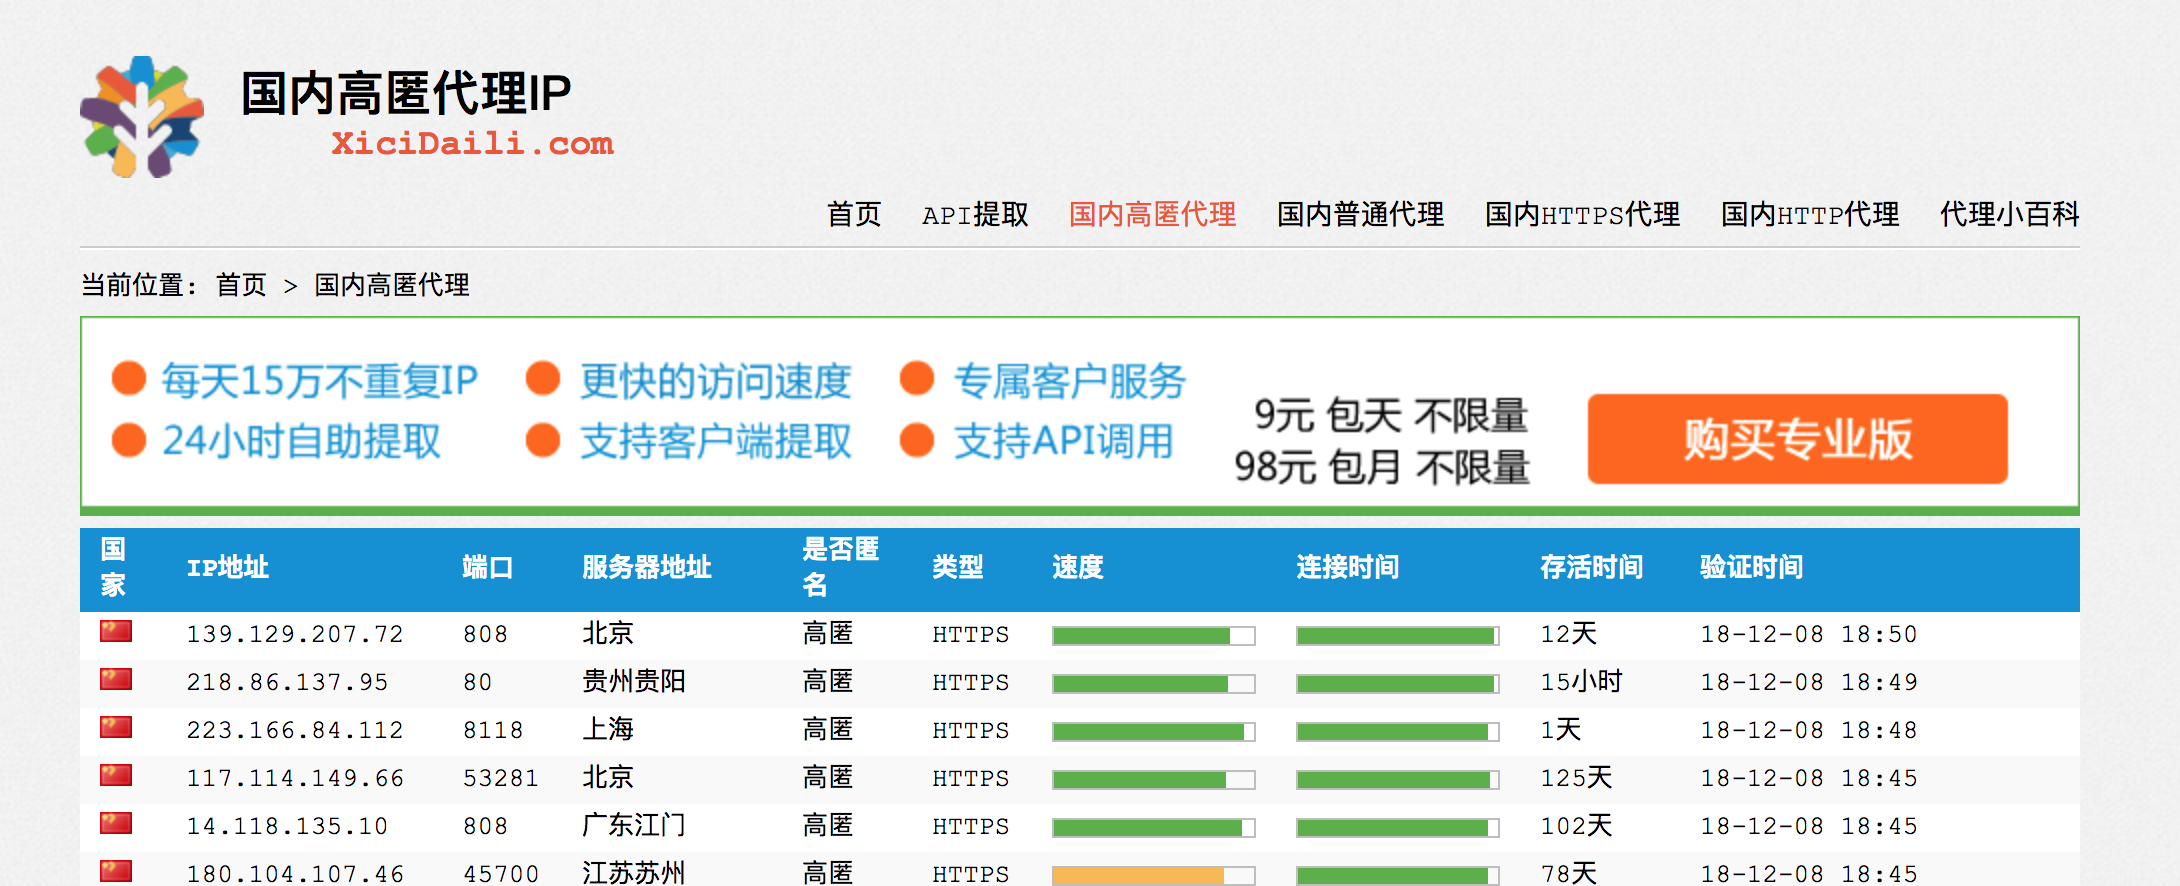 国内高匿代理IP
XiciDaili.com
首页 API提取 国内高匿代理 国内普通代理 国内HTTPS代理 国内HTTP代理 代理小百科
当前位置: 首页 > 国内高匿代理
每天15万不重复IP 更快的访问速度 专属客户服务
24小时自助提取 支持客户端提取 支持API调用
9元 包天 不限量
98元 包月 不限量
购买专业版
国家 IP地址 端口 服务器地址 是否匿名 类型 速度 连接时间 存活时间 验证时间
139.129.207.72 808 北京 高匿 HTTPS 12天 18-12-08 18:50
218.86.137.95 80 贵州贵阳 高匿 HTTPS 15小时 18-12-08 18:49
223.166.84.112 8118 上海 高匿 HTTPS 1天 18-12-08 18:48
117.114.149.66 53281 北京 高匿 HTTPS 125天 18-12-08 18:45
14.118.135.10 808 广东江门 高匿 HTTPS 102天 18-12-08 18:45
180.104.107.46 45700 江苏苏州 高匿 HTTPS 78天 18-12-08 18:45